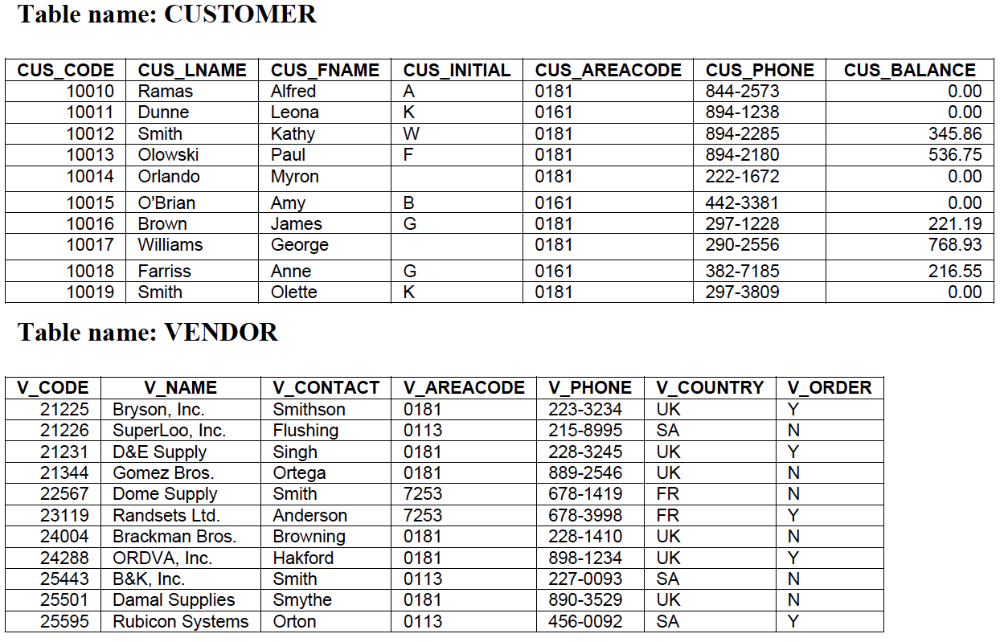 Table name: CUSTOMER
CUS_CODE CUS_LNAME CUS_FNAME CUS_INITIAL CUS_AREACODE CUS_PHONE CUS_BALANCE
10010 Ramas Alfred A 0181 844-2573 0.00
10011 Dunne Leona K 0161 894-1238 0.00
10012 Smith Kathy W 0181 894-2285 345.86
10013 Olowski Paul F 0181 894-2180 536.75
10014 Orlando Myron 0181 222-1672 0.00
10015 O'Brian Amy B 0161 442-3381 0.00
10016 Brown James G 0181 297-1228 221.19
10017 Williams George 0181 290-2556 768.93
10018 Farriss Anne G 0161 382-7185 216.55
10019 Smith Olette K 0181 297-3809 0.00
Table name: VENDOR
V_CODE V_NAME V_CONTACT V_AREACODE V_PHONE V_COUNTRY V_ORDER
21225 Bryson, Inc. Smithson 0181 223-3234 UK Y
21226 SuperLoo, Inc. Flushing 0113 215-8995 SA N
21231 D&E Supply Singh 0181 228-3245 UK Y
21344 Gomez Bros. Ortega 0181 889-2546 UK N
22567 Dome Supply Smith 7253 678-1419 FR N
23119 Randsets Ltd. Anderson 7253 678-3998 FR Y
24004 Brackman Bros. Browning 0181 228-1410 UK N
24288 ORDVA, Inc. Hakford 0181 898-1234 UK Y
25443 B&K, Inc. Smith 0113 227-0093 SA N
25501 Damal Supplies Smythe 0181 890-3529 UK N
25595 Rubicon Systems Orton 0113 456-0092 SA Y